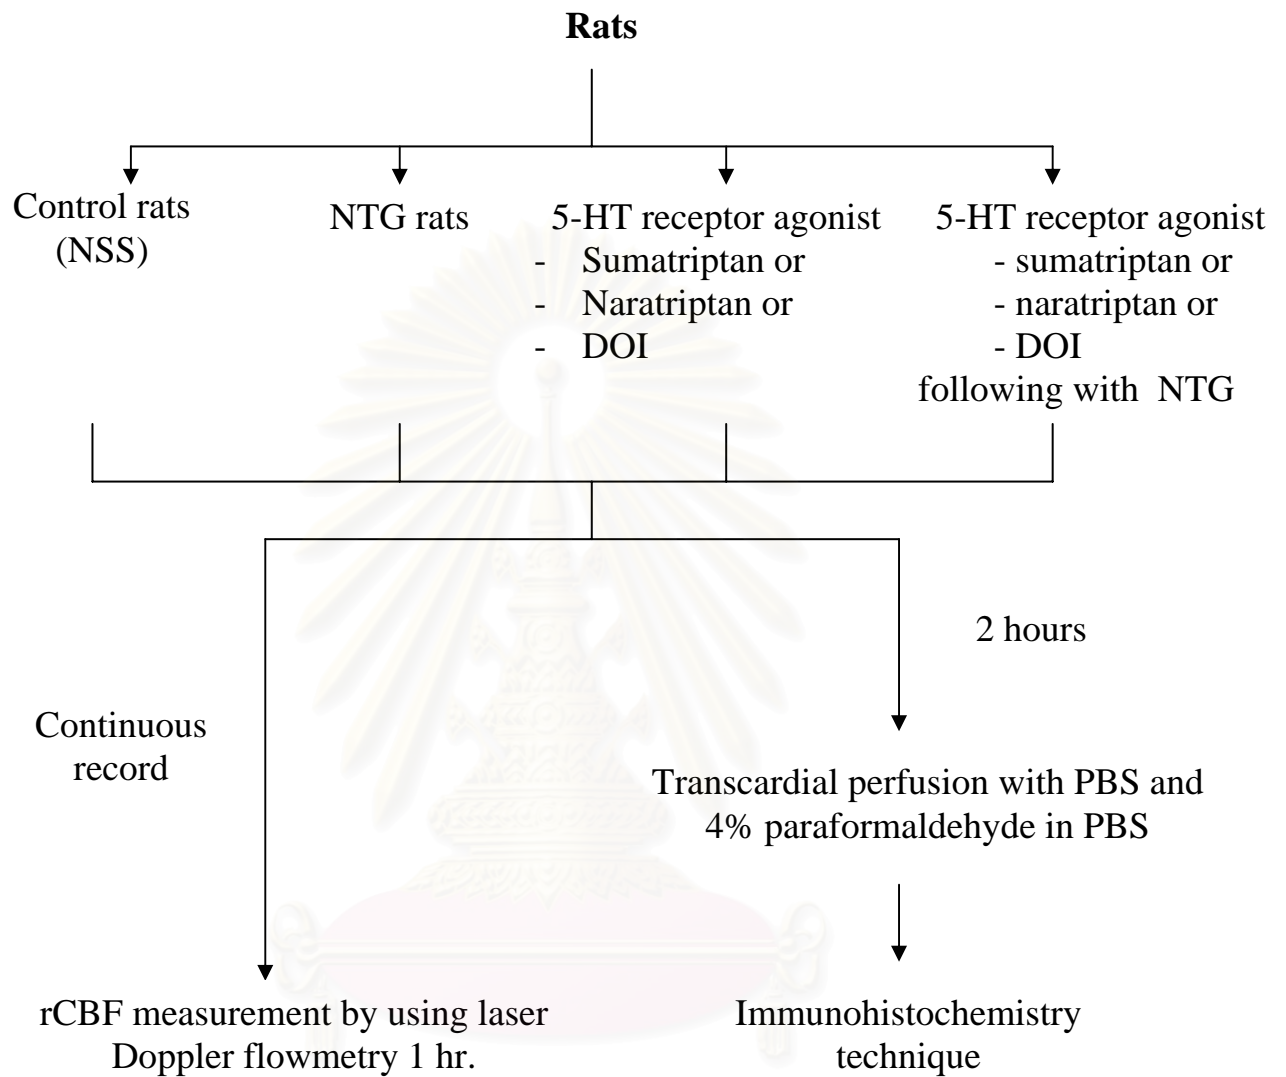 Rats
Control rats
(NSS)
NTG rats
5-HT receptor agonist
- Sumatriptan or
- Naratriptan or
- DOI
5-HT receptor agonist
- sumatriptan or
- naratriptan or
- DOI
following with NTG
2 hours
Continuous
record
Transcardial perfusion with PBS and
4% paraformaldehyde in PBS
rCBF measurement by using laser
Doppler flowmetry 1 hr.
Immunohistochemistry
technique